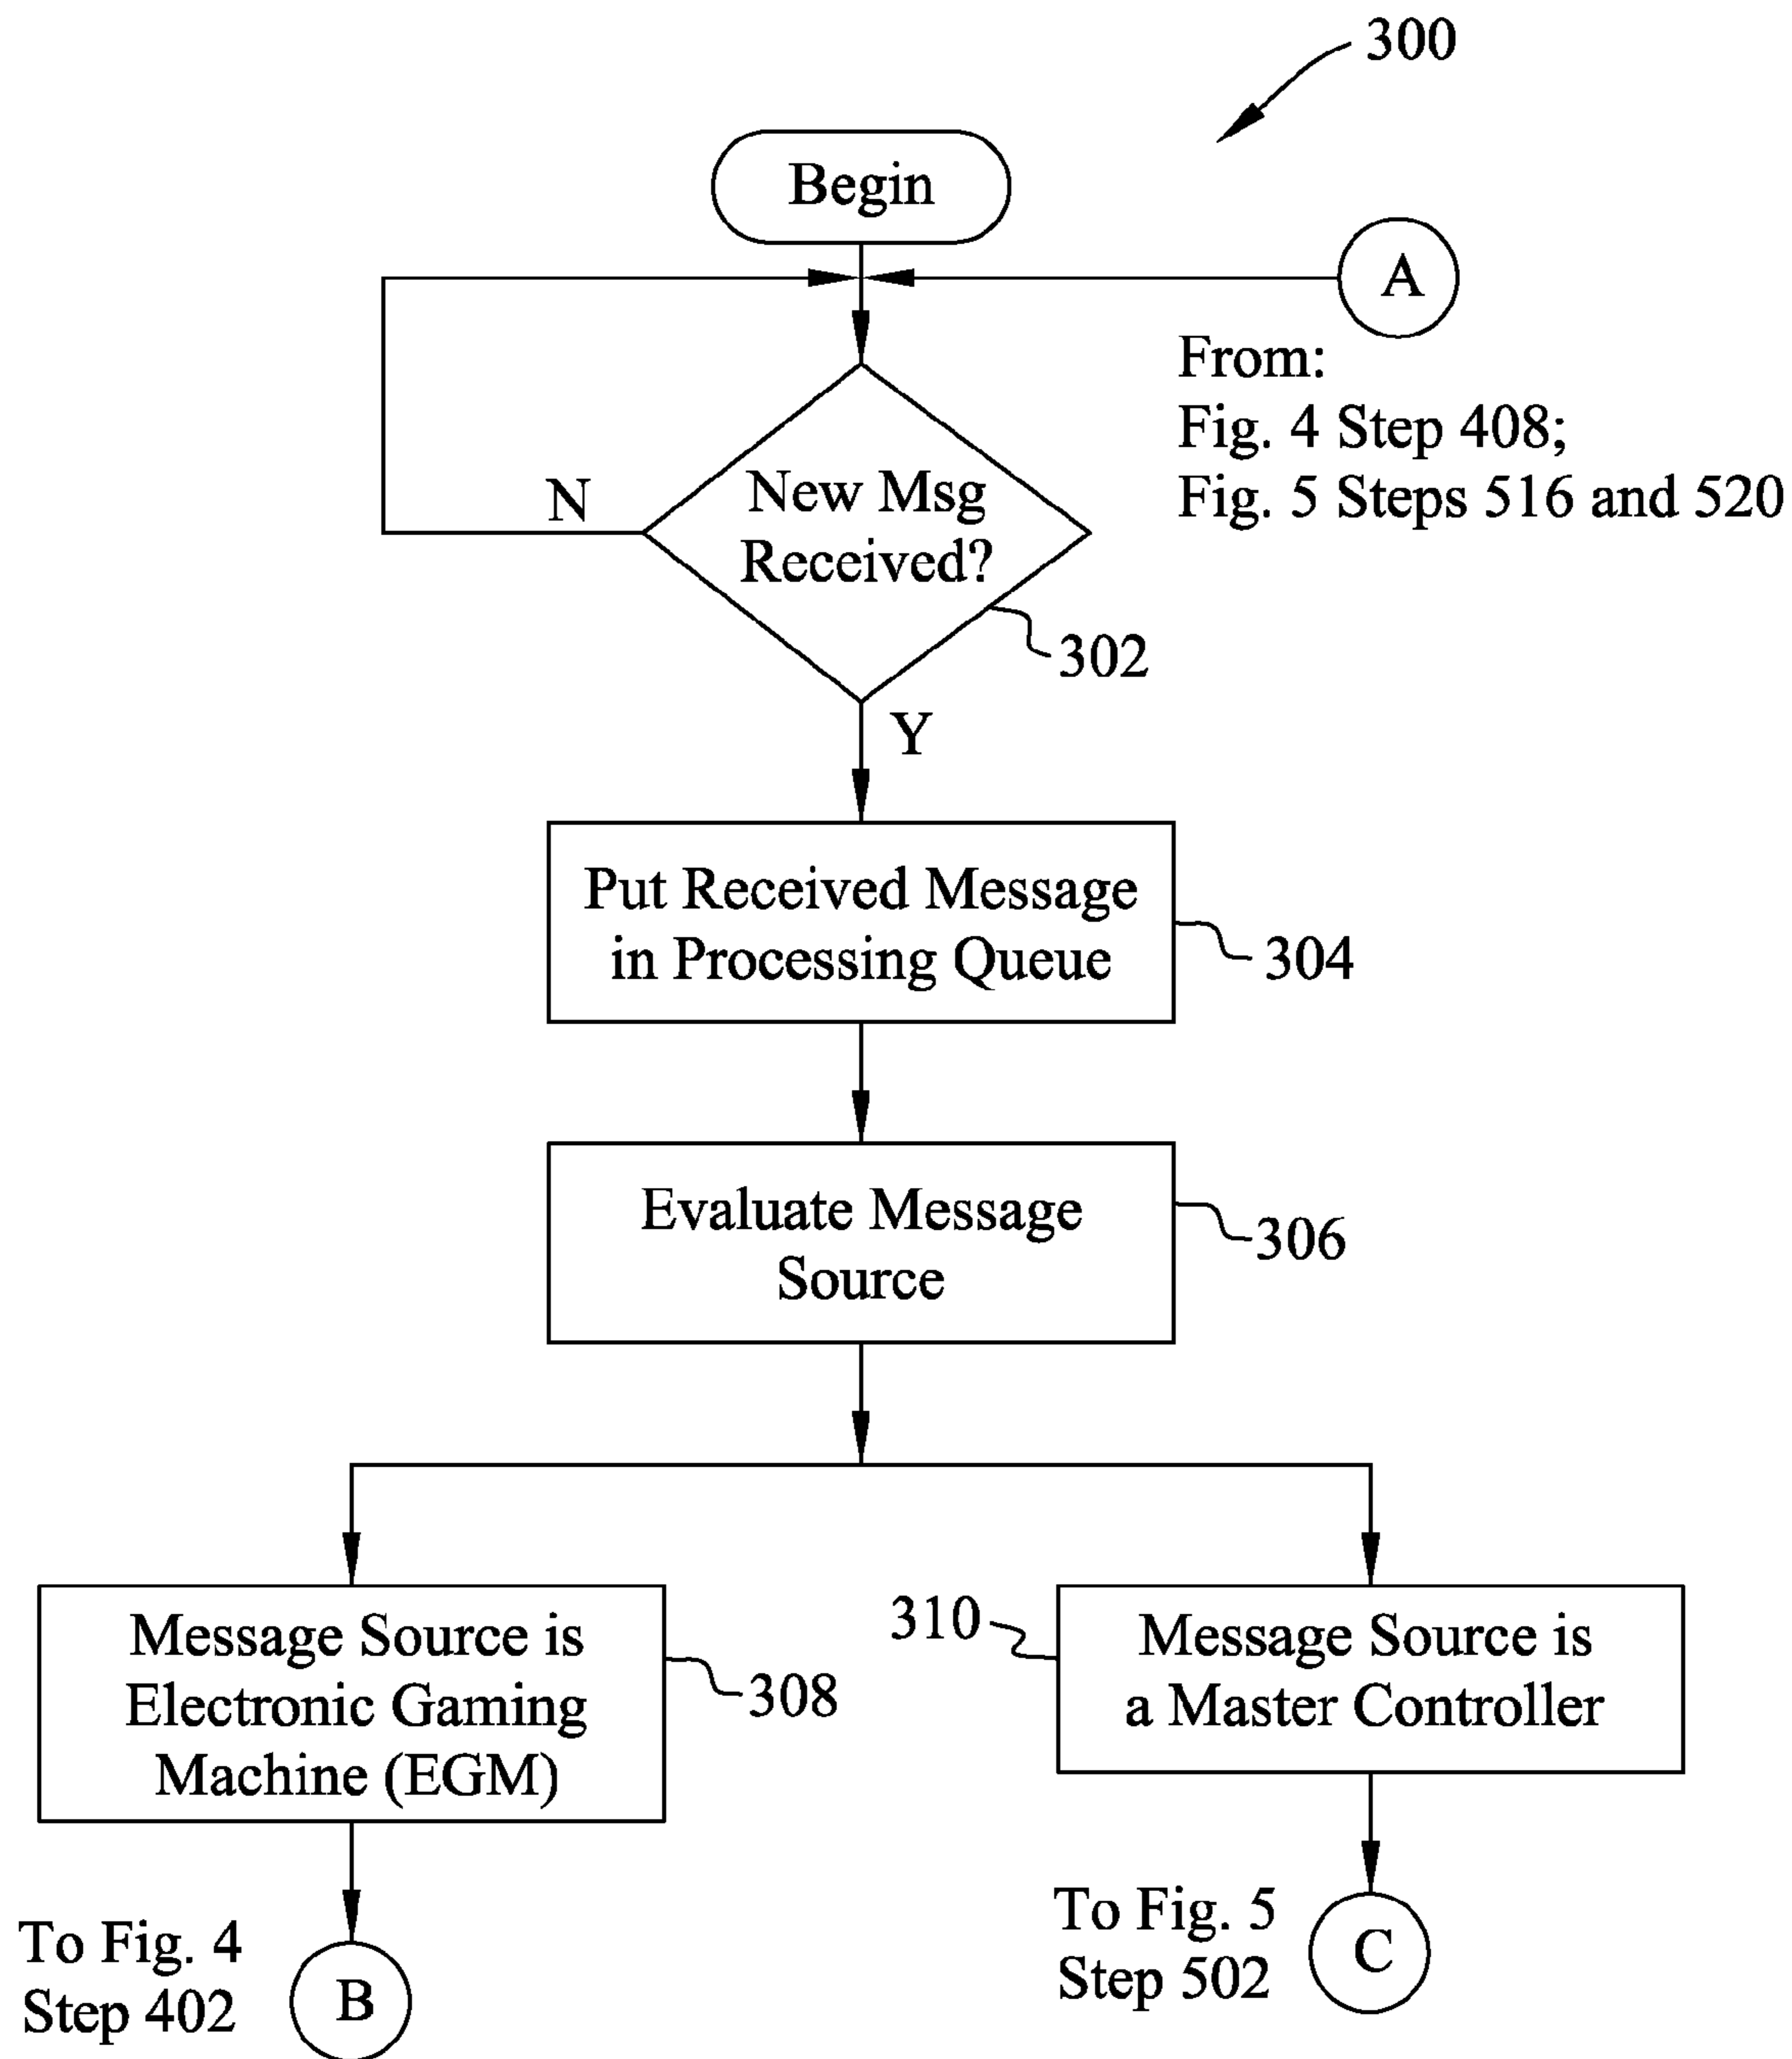 300
Begin
A
From:
Fig. 4 Step 408;
Fig. 5 Steps 516 and 520
N
New Msg
Received?
302
Y
Put Received Message
in Processing Queue
304
Evaluate Message
Source
306
Message Source is
Electronic Gaming
Machine (EGM)
308
310
Message Source is
a Master Controller
To Fig. 4
Step 402
B
To Fig. 5
Step 502
C